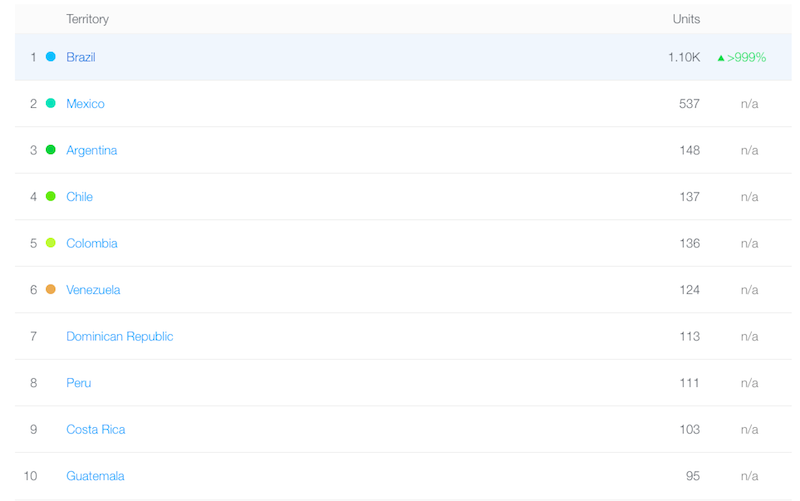 Territory Units
1 Brazil 1.10K ▲ >999%
2 Mexico 537 n/a
3 Argentina 148 n/a
4 Chile 137 n/a
5 Colombia 136 n/a
6 Venezuela 124 n/a
7 Dominican Republic 113 n/a
8 Peru 111 n/a
9 Costa Rica 103 n/a
10 Guatemala 95 n/a